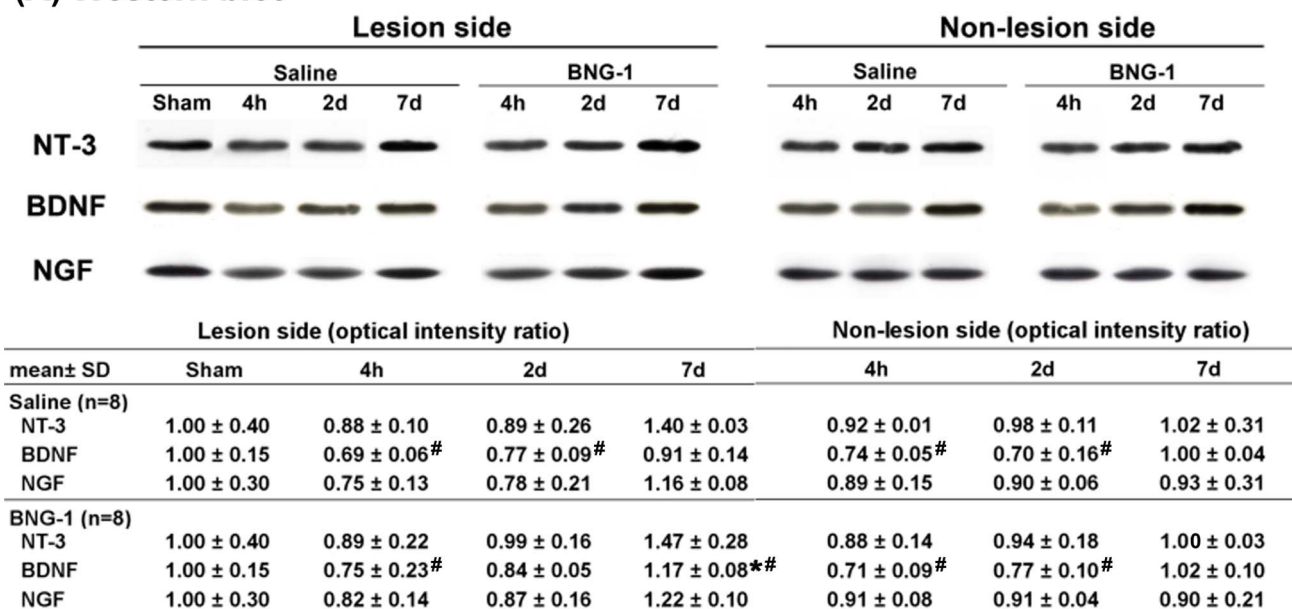 Lesion side Non-lesion side
Saline BNG-1 Saline BNG-1
Sham 4h 2d 7d 4h 2d 7d 4h 2d 7d 4h 2d 7d
NT-3
BDNF
NGF
Lesion side (optical intensity ratio) Non-lesion side (optical intensity ratio)
mean± SD Sham 4h 2d 7d 4h 2d 7d
Saline (n=8)
NT-3 1.00 ± 0.40 0.88 ± 0.10 0.89 ± 0.26 1.40 ± 0.03 0.92 ± 0.01 0.98 ± 0.11 1.02 ± 0.31
BDNF 1.00 ± 0.15 0.69 ± 0.06# 0.77 ± 0.09# 0.91 ± 0.14 0.74 ± 0.05# 0.70 ± 0.16# 1.00 ± 0.04
NGF 1.00 ± 0.30 0.75 ± 0.13 0.78 ± 0.21 1.16 ± 0.08 0.89 ± 0.15 0.90 ± 0.06 0.93 ± 0.31
BNG-1 (n=8)
NT-3 1.00 ± 0.40 0.89 ± 0.22 0.99 ± 0.16 1.47 ± 0.28 0.88 ± 0.14 0.94 ± 0.18 1.00 ± 0.03
BDNF 1.00 ± 0.15 0.75 ± 0.23# 0.84 ± 0.05 1.17 ± 0.08*# 0.71 ± 0.09# 0.77 ± 0.10# 1.02 ± 0.10
NGF 1.00 ± 0.30 0.82 ± 0.14 0.87 ± 0.16 1.22 ± 0.10 0.91 ± 0.08 0.91 ± 0.04 0.90 ± 0.21